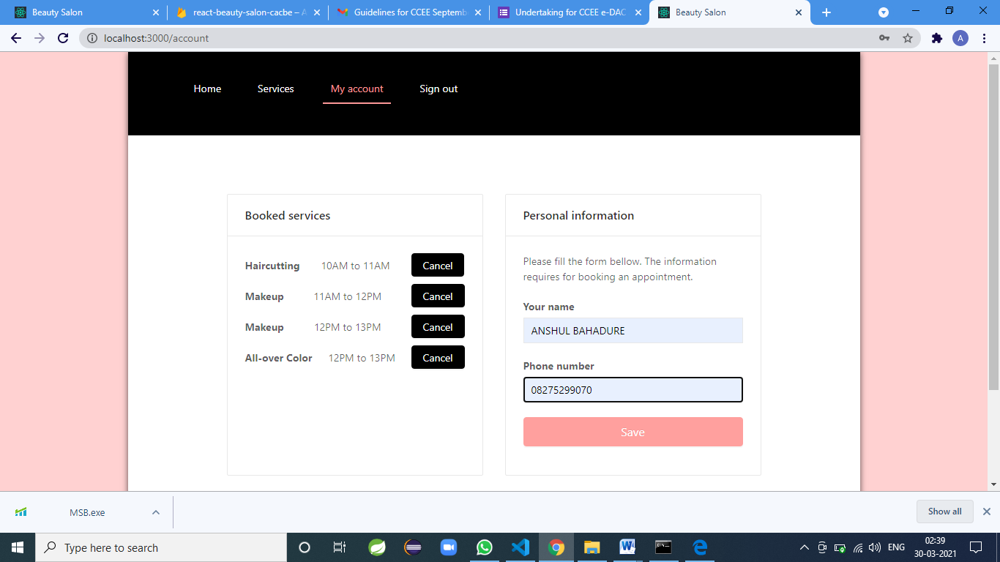 Beauty Salon
react-beauty-salon-cacbe – A
Guidelines for CCEE Septemb
Undertaking for CCEE e-DAC
Beauty Salon
localhost:3000/account
A
Home
Services
My account
Sign out
Booked services
Haircutting 10AM to 11AM Cancel
Makeup 11AM to 12PM Cancel
Makeup 12PM to 13PM Cancel
All-over Color 12PM to 13PM Cancel
Personal information
Please fill the form bellow. The information
requires for booking an appointment.
Your name
ANSHUL BAHADURE
Phone number
08275299070
Save
MSB.exe
Show all
Type here to search
ENG
02:39
30-03-2021